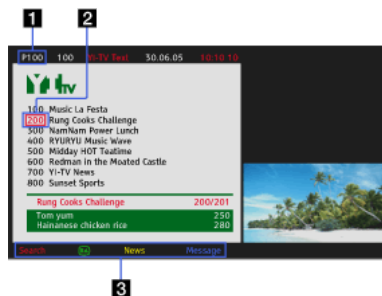 1 2
P100 100 YI-TV Text 30.06.05 10:10 19
YiTV
100 Music La Festa
200 Rung Cooks Challenge
300 NamNam Power Lunch
400 RYURYU Music Wave
500 Midday HOT Teatime
600 Redman in the Moated Castle
700 YI-TV News
800 Sunset Sports
Rung Cooks Challenge 200/201
Tom yum 250
Hainanese chicken rice 280
Search News Message
3